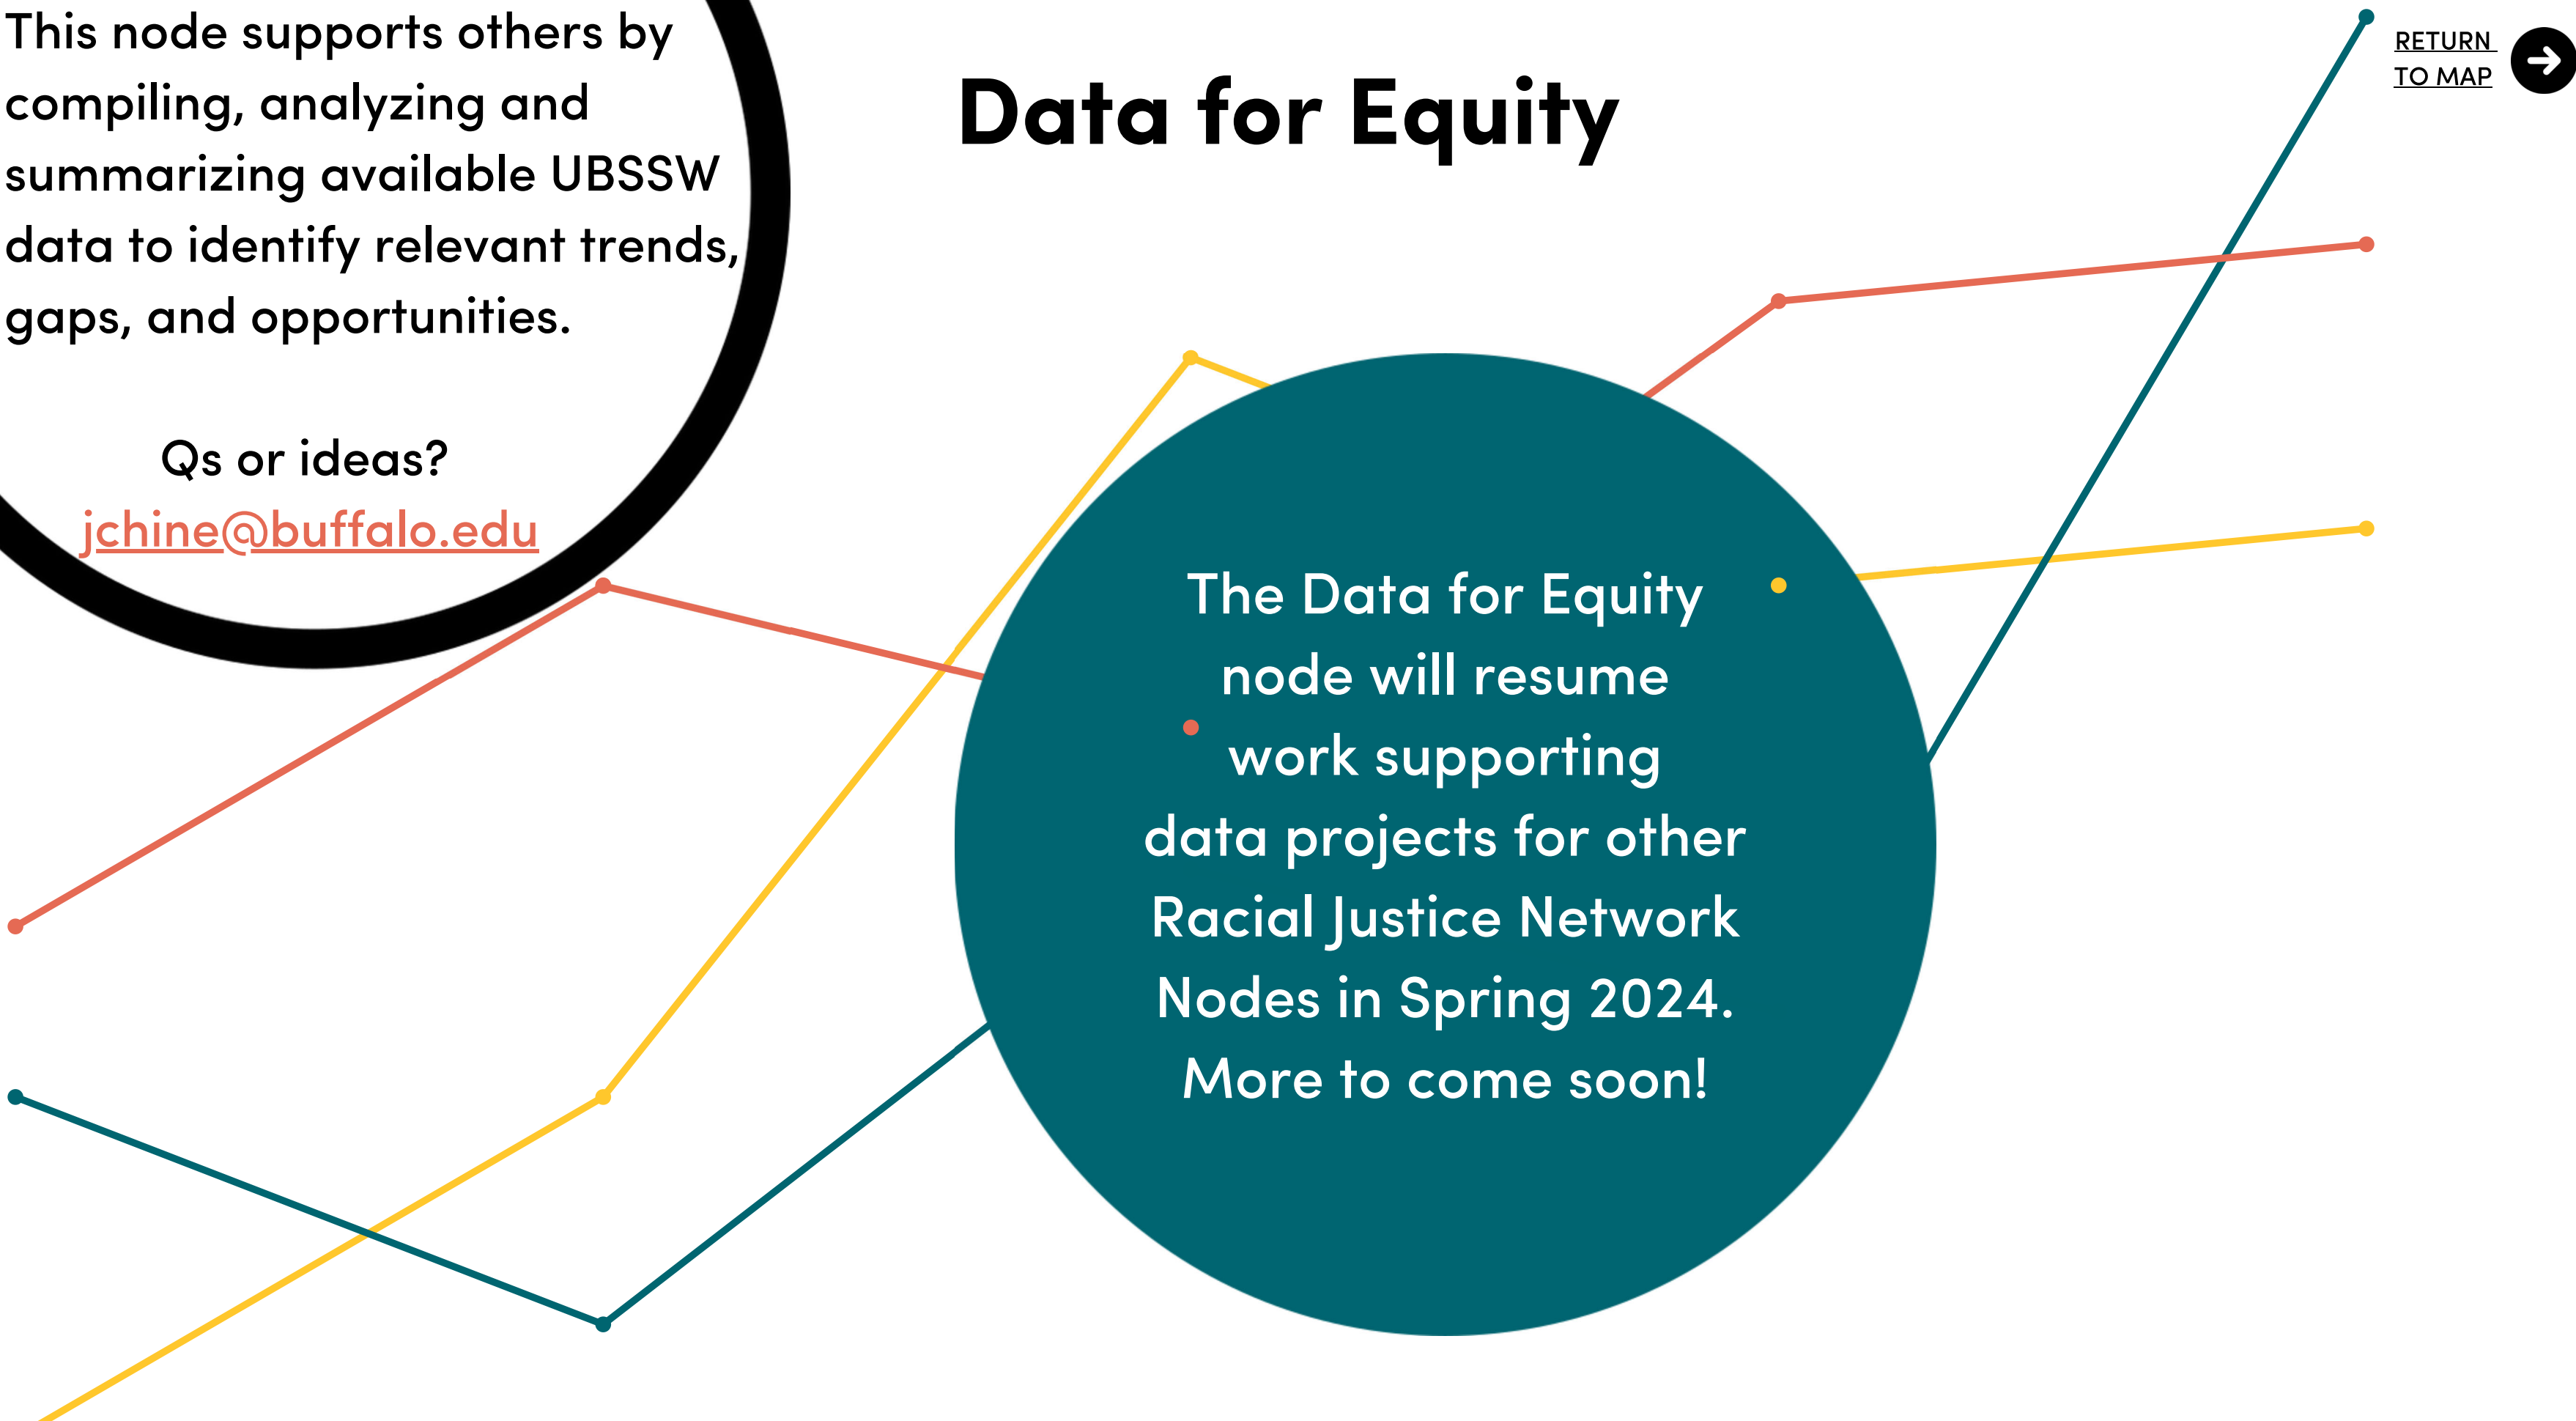 This node supports others by
compiling, analyzing and
summarizing available UBSSW
data to identify relevant trends,
gaps, and opportunities.
Qs or ideas?
jchine@buffalo.edu
Data for Equity
RETURN
TO MAP
The Data for Equity
node will resume
work supporting
data projects for other
Racial Justice Network
Nodes in Spring 2024.
More to come soon!